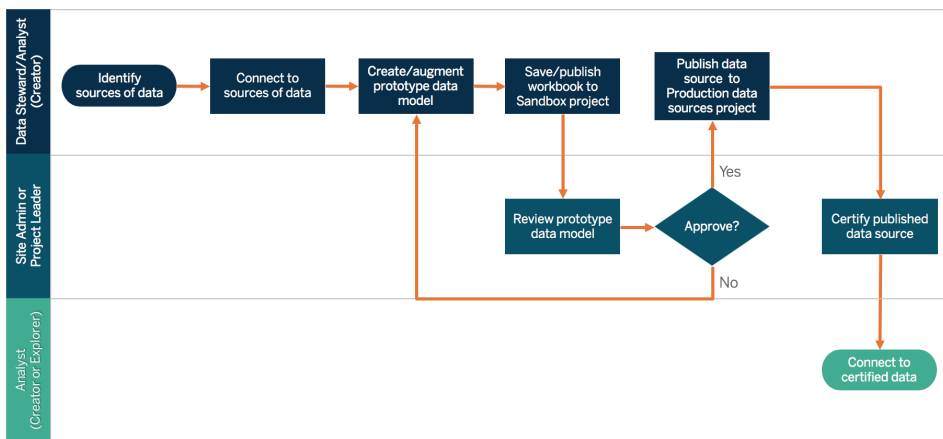 Data Steward/Analyst
(Creator)
Identify
sources of data
Connect to
sources of data
Create/augment
prototype data
model
Save/publish
workbook to
Sandbox project
Publish data
source to
Production data
sources project
Site Admin or
Project Leader
Review prototype
data model
Approve?
Yes
No
Certify published
data source
Analyst
(Creator or Explorer)
Connect to
certified data